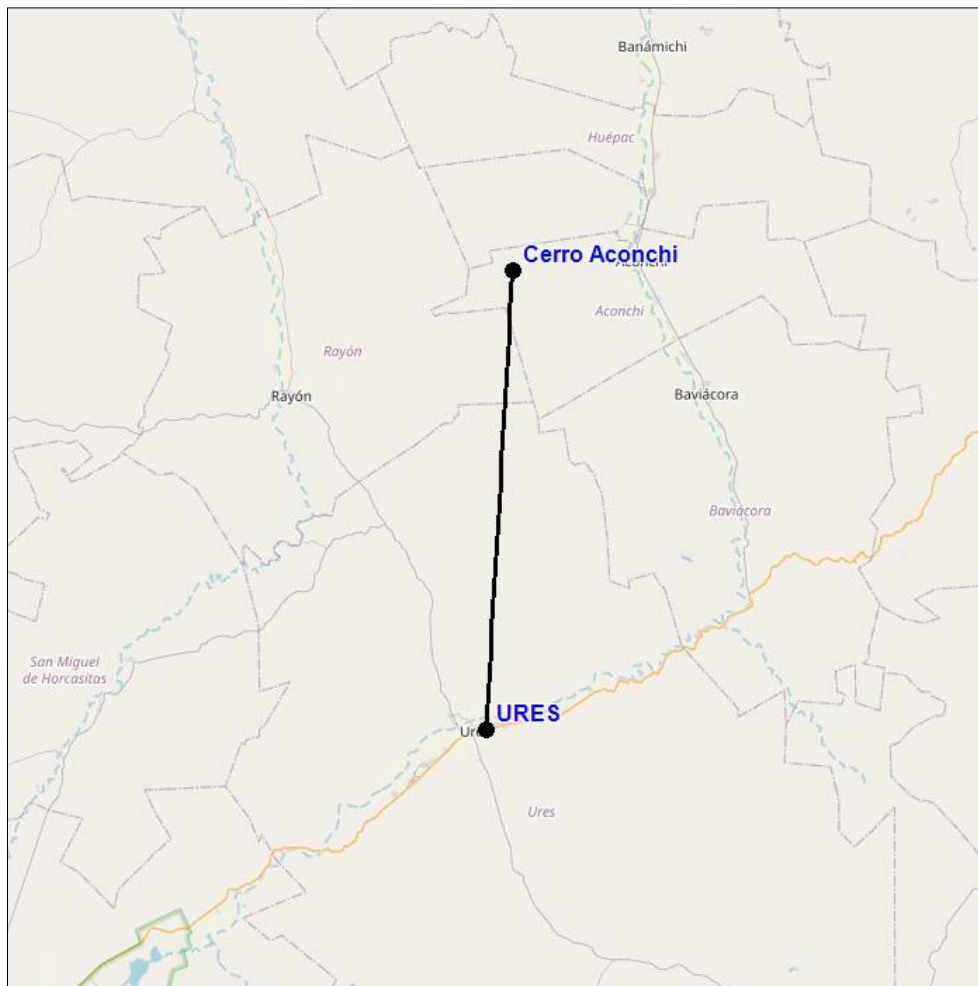 Banámichi
Huépac
Cerro Aconchi
Aconchi
Aconchi
Rayón
Rayón
Baviácora
Baviácora
San Miguel
de Horcasitas
URES
Ures
Ures